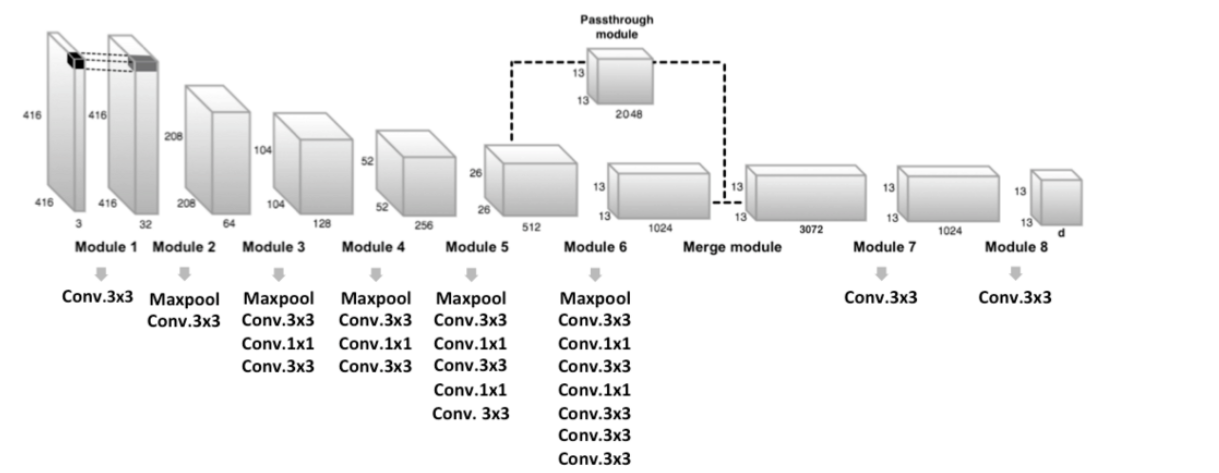 Passthrough
module
13
13
2048
416
416
3
416
416
32
208
208
64
104
104
128
52
52
256
26
26
512
13
13
1024
13
13
3072
13
13
1024
13
13
d
Module 1
Module 2
Module 3
Module 4
Module 5
Module 6
Merge module
Module 7
Module 8
Conv.3x3
Maxpool
Conv.3x3
Maxpool
Conv.3x3
Conv.1x1
Conv.3x3
Maxpool
Conv.3x3
Conv.1x1
Conv.3x3
Maxpool
Conv.3x3
Conv.1x1
Conv.3x3
Conv.1x1
Conv. 3x3
Maxpool
Conv.3x3
Conv.1x1
Conv.3x3
Conv.1x1
Conv.3x3
Conv.3x3
Conv.3x3
Conv.3x3
Conv.3x3